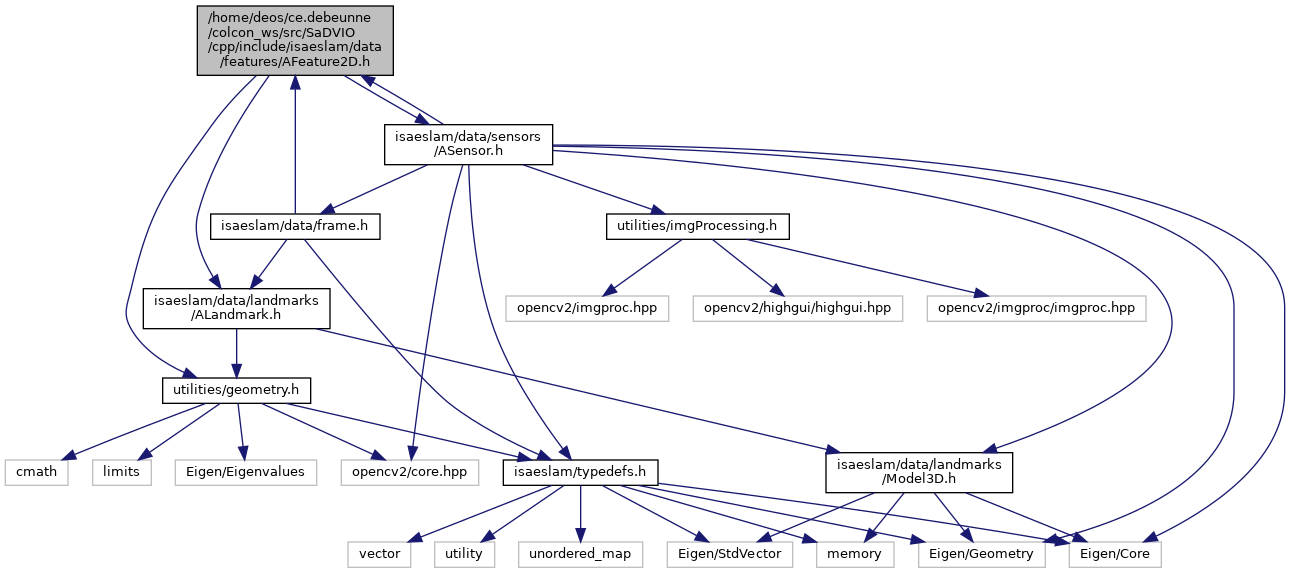 /home/deos/ce.debeunne
/colcon_ws/src/SaDVIO
/cpp/include/isaeslam/data
/features/AFeature2D.h
isaeslam/data/sensors
/ASensor.h
isaeslam/data/frame.h
utilities/imgProcessing.h
isaeslam/data/landmarks
/ALandmark.h
opencv2/imgproc.hpp
opencv2/highgui/highgui.hpp
opencv2/imgproc/imgproc.hpp
utilities/geometry.h
cmath
limits
Eigen/Eigenvalues
opencv2/core.hpp
isaeslam/typedefs.h
isaeslam/data/landmarks
/Model3D.h
vector
utility
unordered_map
Eigen/StdVector
memory
Eigen/Geometry
Eigen/Core